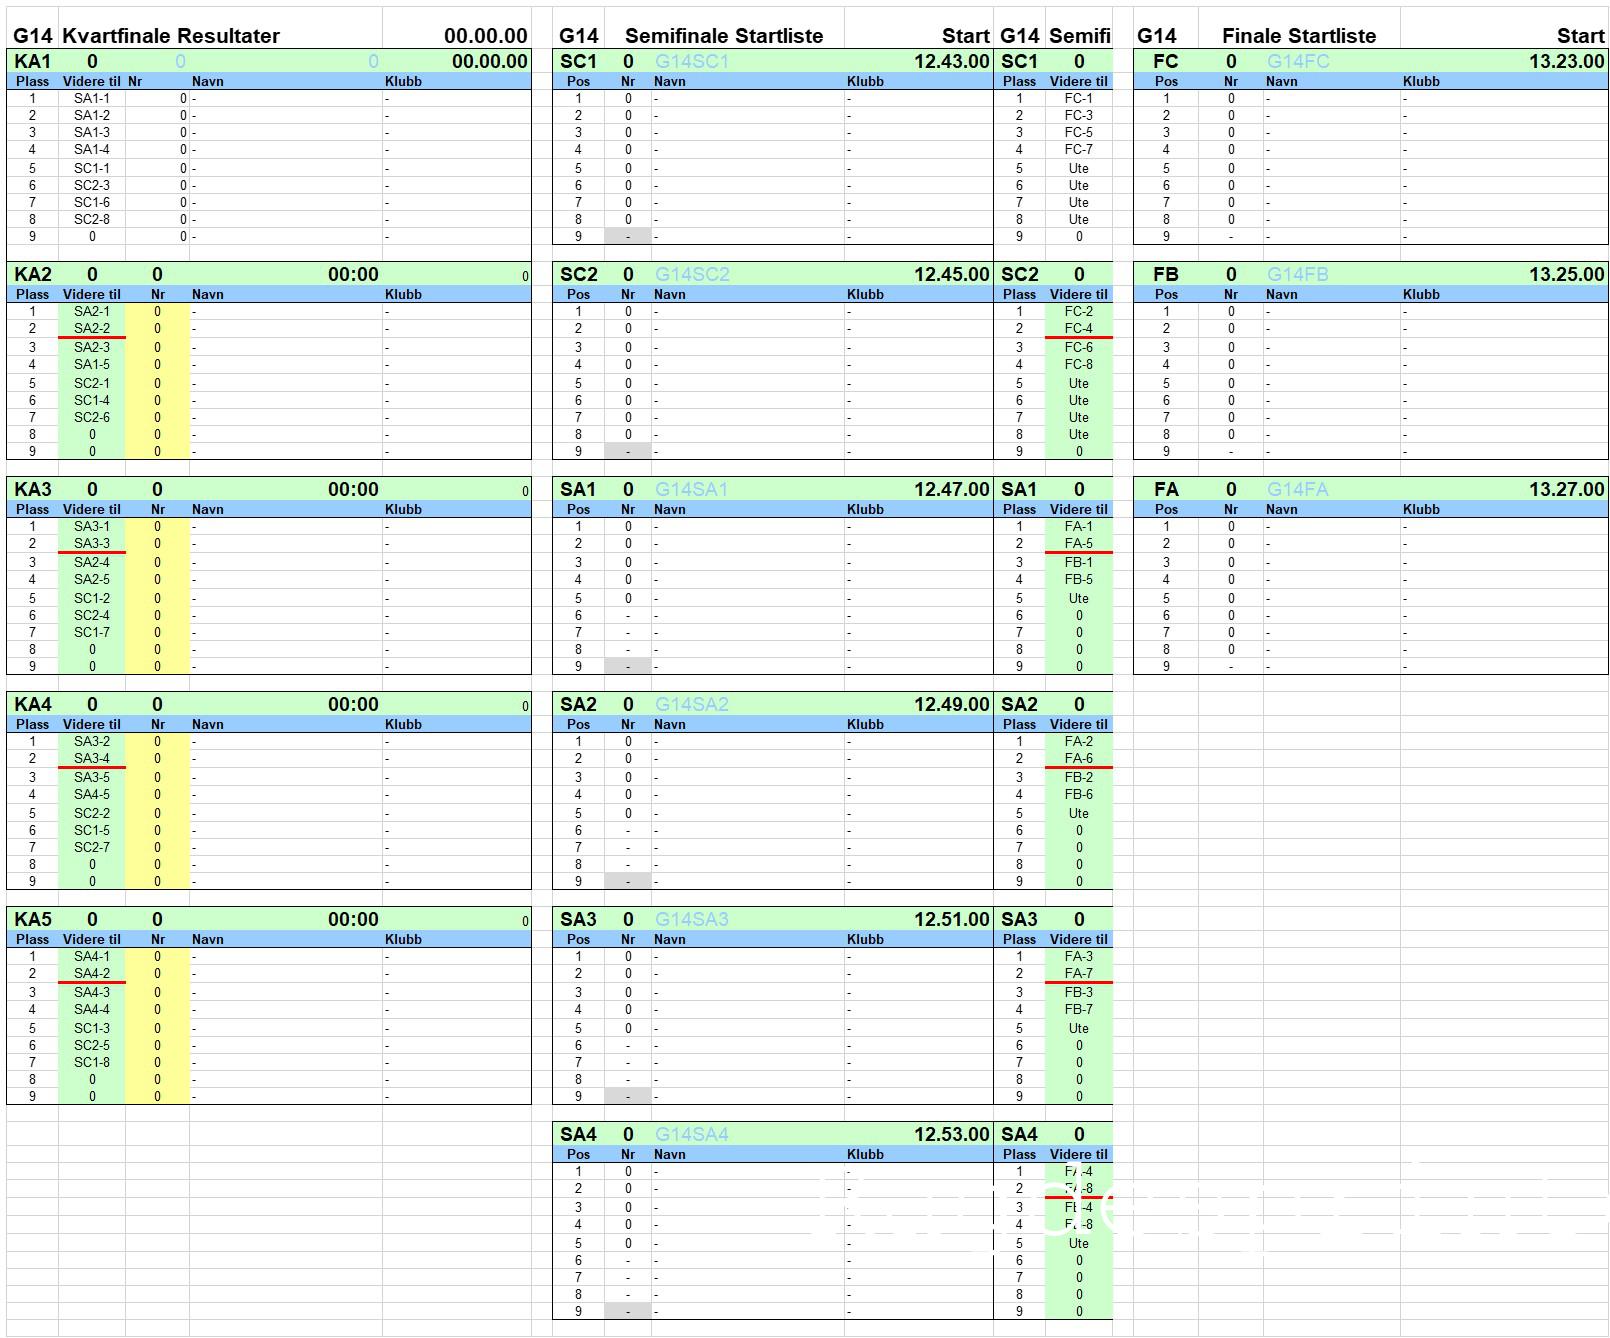 G14 Kvartfinale Resultater 00.00.00 G14 Semifinale Startliste Start G14 Semifi G14 Finale Startliste Start
KA1 0 0 0 00.00.00 SC1 0 G14SC1 12.43.00 SC1 0 FC 0 G14FC 13.23.00
Plass Videre til Nr Navn Klubb Pos Nr Navn Klubb Plass Videre til Pos Nr Navn Klubb
1 SA1-1 0 - - 1 0 - - 1 FC-1 1 0 - -
2 SA1-2 0 - - 2 0 - - 2 FC-3 2 0 - -
3 SA1-3 0 - - 3 0 - - 3 FC-5 3 0 - -
4 SA1-4 0 - - 4 0 - - 4 FC-7 4 0 - -
5 SC1-1 0 - - 5 0 - - 5 Ute 5 0 - -
6 SC2-3 0 - - 6 0 - - 6 Ute 6 0 - -
7 SC1-6 0 - - 7 0 - - 7 Ute 7 0 - -
8 SC2-8 0 - - 8 0 - - 8 Ute 8 0 - -
9 0 0 - - 9 - - - 9 0 9 - - -
KA2 0 0 00:00 0 SC2 0 G14SC2 12.45.00 SC2 0 FB 0 G14FB 13.25.00
Plass Videre til Nr Navn Klubb Pos Nr Navn Klubb Plass Videre til Pos Nr Navn Klubb
1 SA2-1 0 - - 1 0 - - 1 FC-2 1 0 - -
2 SA2-2 0 - - 2 0 - - 2 FC-4 2 0 - -
3 SA2-3 0 - - 3 0 - - 3 FC-6 3 0 - -
4 SA1-5 0 - - 4 0 - - 4 FC-8 4 0 - -
5 SC2-1 0 - - 5 0 - - 5 Ute 5 0 - -
6 SC1-4 0 - - 6 0 - - 6 Ute 6 0 - -
7 SC2-6 0 - - 7 0 - - 7 Ute 7 0 - -
8 0 0 - - 8 0 - - 8 Ute 8 0 - -
9 0 0 - - 9 - - - 9 0 9 - - -
KA3 0 0 00:00 0 SA1 0 G14SA1 12.47.00 SA1 0 FA 0 G14FA 13.27.00
Plass Videre til Nr Navn Klubb Pos Nr Navn Klubb Plass Videre til Pos Nr Navn Klubb
1 SA3-1 0 - - 1 0 - - 1 FA-1 1 0 - -
2 SA3-3 0 - - 2 0 - - 2 FA-5 2 0 - -
3 SA2-4 0 - - 3 0 - - 3 FB-1 3 0 - -
4 SA2-5 0 - - 4 0 - - 4 FB-5 4 0 - -
5 SC1-2 0 - - 5 0 - - 5 Ute 5 0 - -
6 SC2-4 0 - - 6 - - - 6 0 6 0 - -
7 SC1-7 0 - - 7 - - - 7 0 7 0 - -
8 0 0 - - 8 - - - 8 0 8 0 - -
9 0 0 - - 9 - - - 9 0 9 - - -
KA4 0 0 00:00 0 SA2 0 G14SA2 12.49.00 SA2 0
Plass Videre til Nr Navn Klubb Pos Nr Navn Klubb Plass Videre til
1 SA3-2 0 - - 1 0 - - 1 FA-2
2 SA3-4 0 - - 2 0 - - 2 FA-6
3 SA3-5 0 - - 3 0 - - 3 FB-2
4 SA4-5 0 - - 4 0 - - 4 FB-6
5 SC2-2 0 - - 5 0 - - 5 Ute
6 SC1-5 0 - - 6 - - - 6 0
7 SC2-7 0 - - 7 - - - 7 0
8 0 0 - - 8 - - - 8 0
9 0 0 - - 9 - - - 9 0
KA5 0 0 00:00 0 SA3 0 G14SA3 12.51.00 SA3 0
Plass Videre til Nr Navn Klubb Pos Nr Navn Klubb Plass Videre til
1 SA4-1 0 - - 1 0 - - 1 FA-3
2 SA4-2 0 - - 2 0 - - 2 FA-7
3 SA4-3 0 - - 3 0 - - 3 FB-3
4 SA4-4 0 - - 4 0 - - 4 FB-7
5 SC1-3 0 - - 5 0 - - 5 Ute
6 SC2-5 0 - - 6 - - - 6 0
7 SC1-8 0 - - 7 - - - 7 0
8 0 0 - - 8 - - - 8 0
9 0 0 - - 9 - - - 9 0
SA4 0 G14SA4 12.53.00 SA4 0
Pos Nr Navn Klubb Plass Videre til
1 0 - - 1 FA-4
2 0 - - 2 FA-8
3 0 - - 3 FB-4
4 0 - - 4 FB-8
5 0 - - 5 Ute
6 - - - 6 0
7 - - - 7 0
8 - - - 8 0
9 - - - 9 0